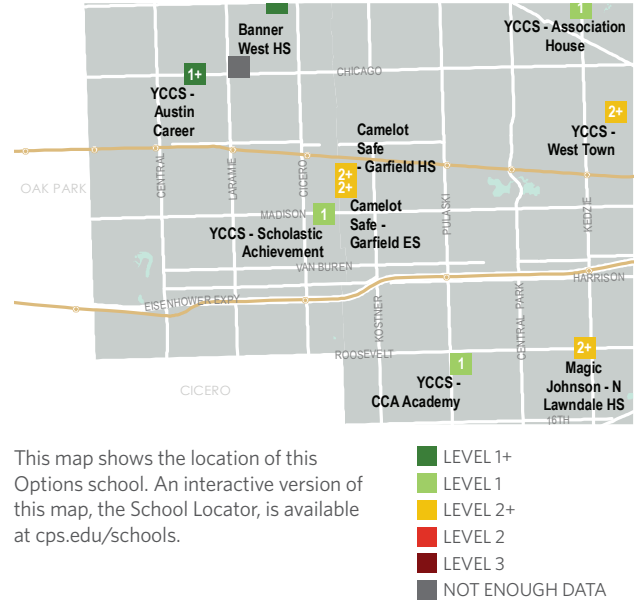 Banner
West HS
1
YCCS - Association
House
1+
CHICAGO
YCCS -
Austin
Career
2+
YCCS -
West Town
Camelot
Safe
- Garfield HS
OAK PARK
CENTRAL
LARAMIE
CICERO
PULASKI
KEDZIE
2+
2+
MADISON
1
Camelot
Safe -
Garfield ES
YCCS - Scholastic
Achievement
VAN BUREN
HARRISON
EISENHOWER EXPY
KOSTNER
CENTRAL PARK
ROOSEVELT
2+
1
CICERO
YCCS -
CCA Academy
Magic
Johnson - N
Lawndale HS
16TH
This map shows the location of this
Options school. An interactive version of
this map, the School Locator, is available
at cps.edu/schools.
LEVEL 1+
LEVEL 1
LEVEL 2+
LEVEL 2
LEVEL 3
NOT ENOUGH DATA